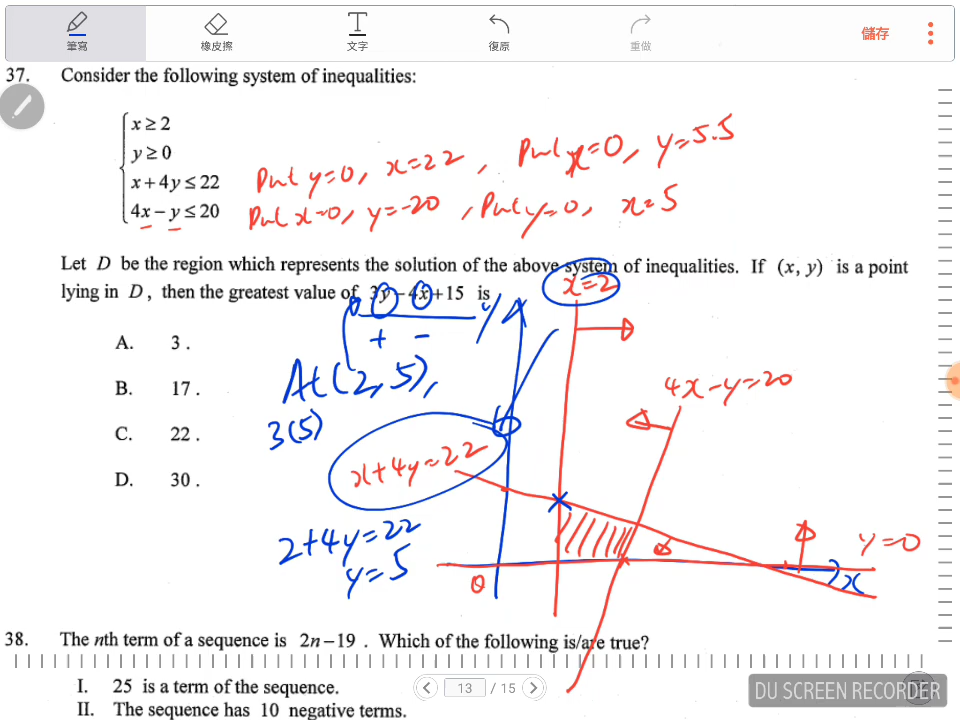 筆寫 橡皮擦 文字 復原 重做 儲存
37. Consider the following system of inequalities:
x ≥ 2
y ≥ 0
x + 4y ≤ 22
4x − y ≤ 20
Put y=0, x=22, Put x=0, y=5.5
Put x=0, y=-20, Put y=0, x=5
Let D be the region which represents the solution of the above system of inequalities. If (x, y) is a point
lying in D, then the greatest value of 3y − 4x + 15 is
x=2
y
+ −
A. 3.
At (2,5),
4x-y=20
B. 17.
3(5)
C. 22.
x+4y=22
D. 30.
2+4y=22
y=5
y=0
x
0
38. The nth term of a sequence is 2n − 19. Which of the following is/are true?
I. 25 is a term of the sequence.
< 13 / 15 >
DU SCREEN RECORDER
II. The sequence has 10 negative terms.